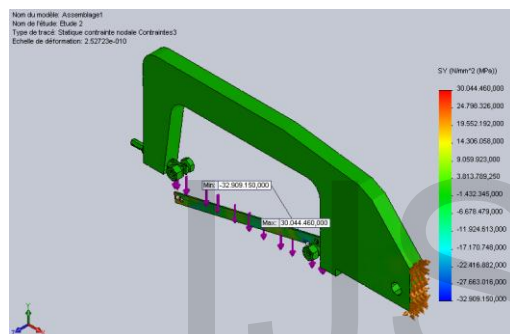 Nom du modèle: Assemblage1
Nom de l'étude: Etude 2
Type de tracé: Statique contrainte nodale Contraintes3
Echelle de déformation: 2.52723e-010
SY (N/mm^2 (MPa))
30.044.460,000
24.798.326,000
19.552.192,000
14.306.058,000
9.059.923,000
3.813.789,250
-1.432.345,000
-6.678.479,000
-11.924.613,000
-17.170.748,000
-22.416.882,000
-27.663.016,000
-32.909.150,000
Min: -32.909.150,000
Max: 30.044.460,000
Y